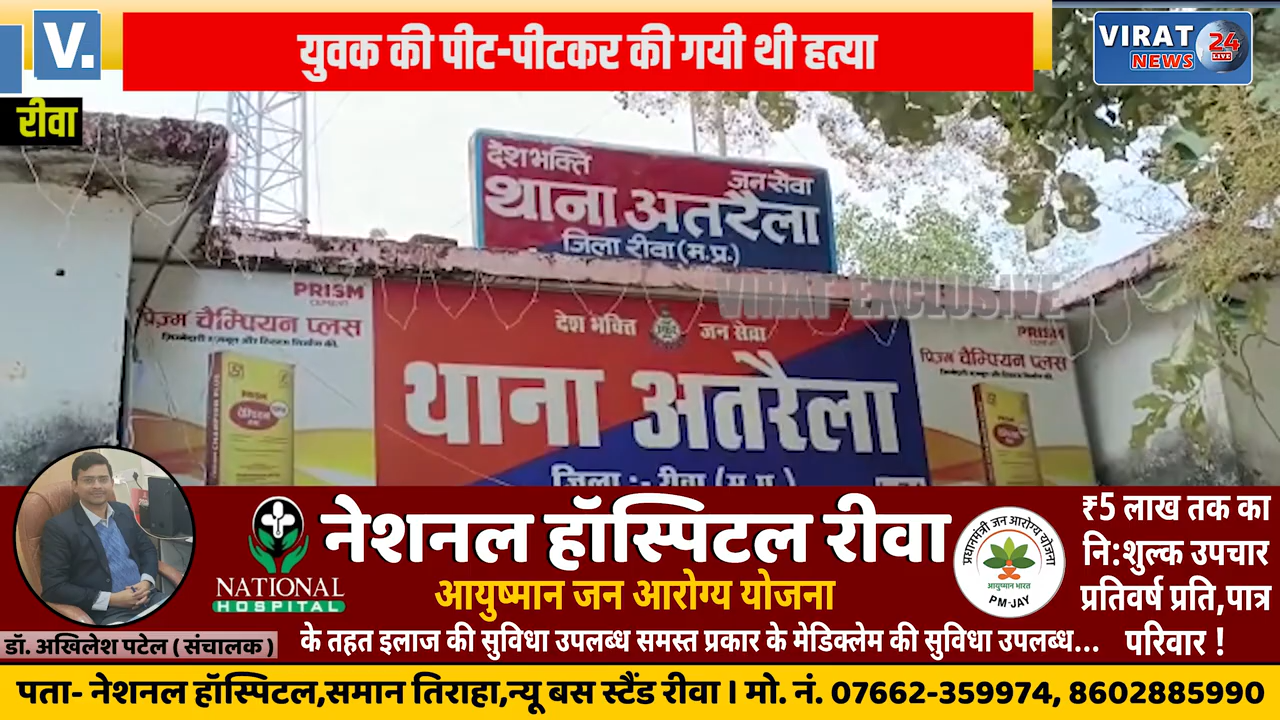 V.
युवक की पीट-पीटकर की गयी थी हत्या
VIRAT
NEWS
24
LIVE
रीवा
देशभक्ति जन सेवा
थाना अतरैला
जिला रीवा (म.प्र.)
VIRAT EXCLUSIVE
PRISM
CEMENT
प्रिज़्म चैम्पियन प्लस
देश भक्ति जन सेवा
थाना अतरैला
जिला :- रीवा (म.प्र.)
PRISM
प्रिज़्म चैम्पियन प्लस
NATIONAL
HOSPITAL
नेशनल हॉस्पिटल रीवा
आयुष्मान जन आरोग्य योजना
के तहत इलाज की सुविधा उपलब्ध समस्त प्रकार के मेडिक्लेम की सुविधा उपलब्ध...
प्रधानमंत्री जन आरोग्य योजना
आयुष्मान भारत
PM-JAY
₹5 लाख तक का
नि:शुल्क उपचार
प्रतिवर्ष प्रति,पात्र
परिवार !
डॉ. अखिलेश पटेल ( संचालक )
पता- नेशनल हॉस्पिटल,समान तिराहा,न्यू बस स्टैंड रीवा । मो. नं. 07662-359974, 8602885990